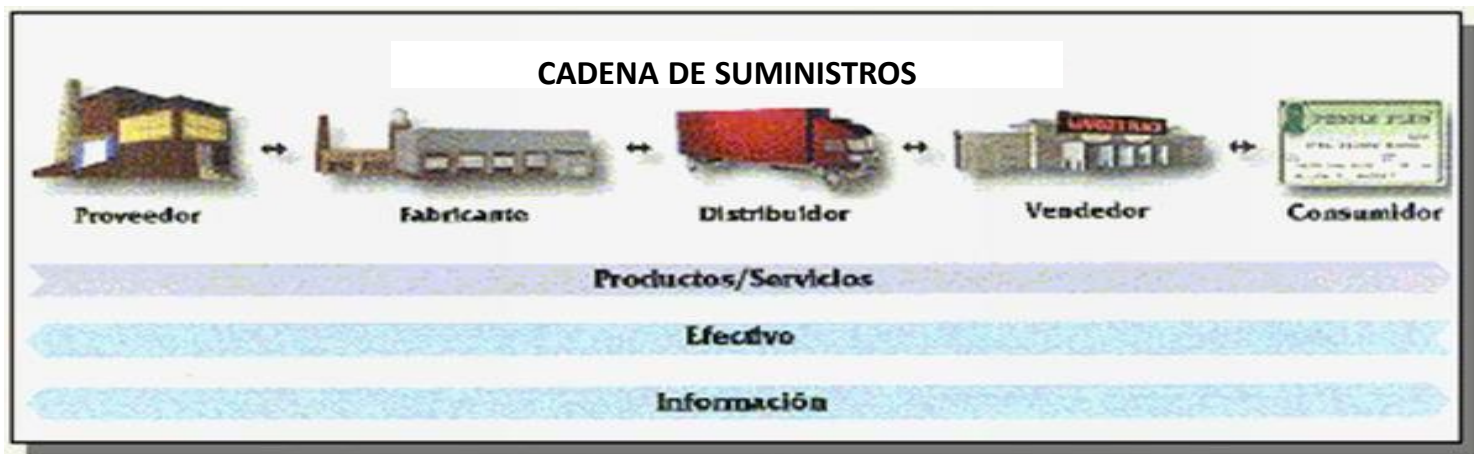 CADENA DE SUMINISTROS
Proveedor
Fabricante
Distribuidor
Vendedor
Consumidor
Productos/Servicios
Efectivo
Información